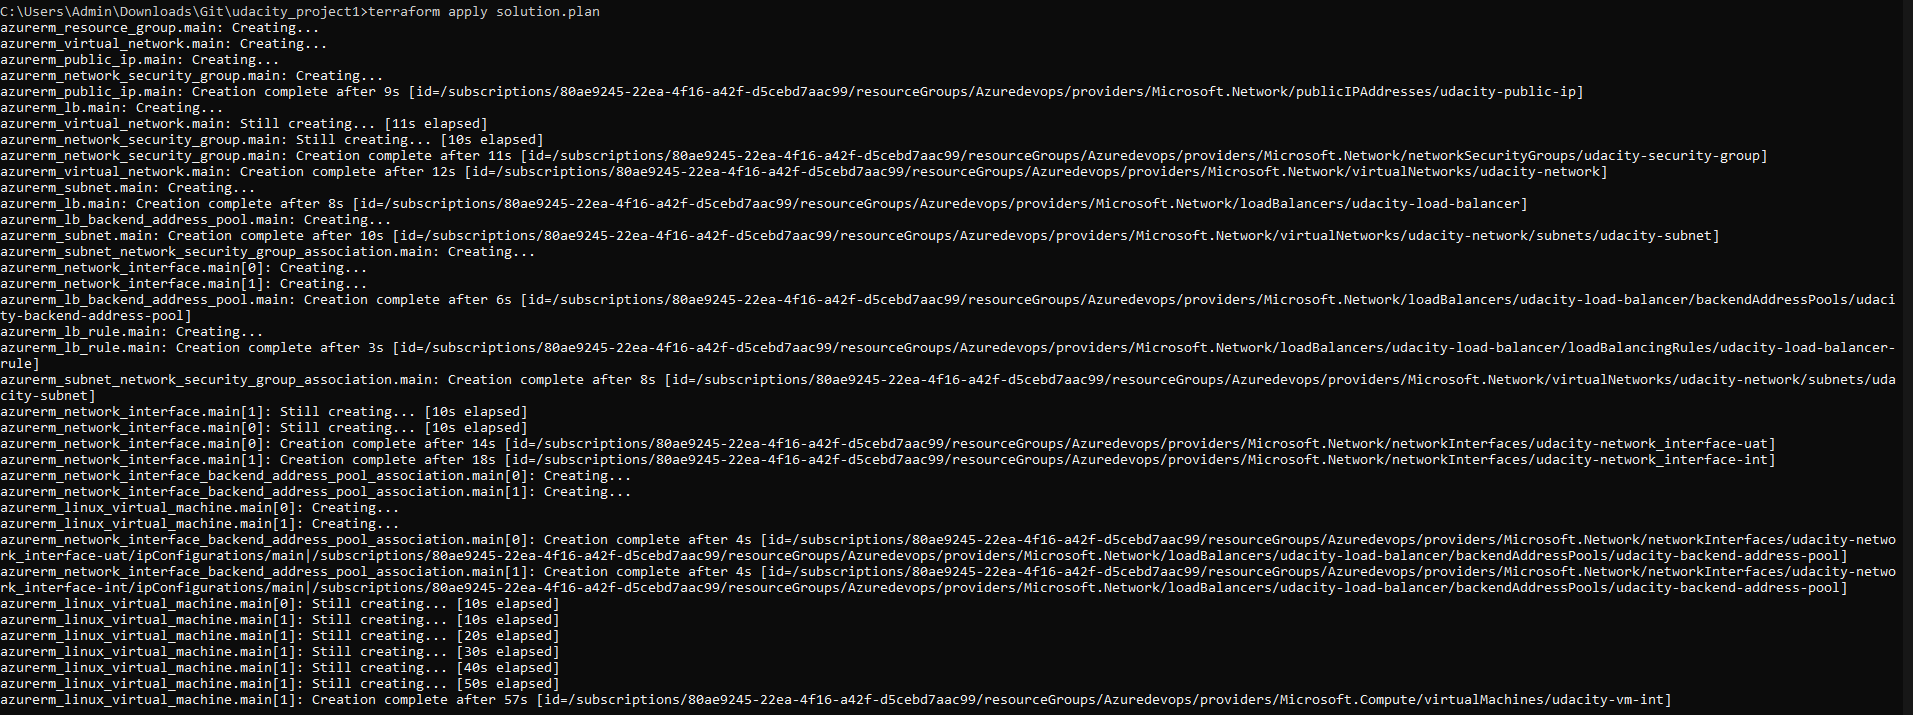 C:\Users\Admin\Downloads\Git\udacity_project1>terraform apply solution.plan
azurerm_resource_group.main: Creating...
azurerm_virtual_network.main: Creating...
azurerm_public_ip.main: Creating...
azurerm_network_security_group.main: Creating...
azurerm_public_ip.main: Creation complete after 9s [id=/subscriptions/80ae9245-22ea-4f16-a42f-d5cebd7aac99/resourceGroups/Azuredevops/providers/Microsoft.Network/publicIPAddresses/udacity-public-ip]
azurerm_lb.main: Creating...
azurerm_virtual_network.main: Still creating... [11s elapsed]
azurerm_network_security_group.main: Still creating... [10s elapsed]
azurerm_network_security_group.main: Creation complete after 11s [id=/subscriptions/80ae9245-22ea-4f16-a42f-d5cebd7aac99/resourceGroups/Azuredevops/providers/Microsoft.Network/networkSecurityGroups/udacity-security-group]
azurerm_virtual_network.main: Creation complete after 12s [id=/subscriptions/80ae9245-22ea-4f16-a42f-d5cebd7aac99/resourceGroups/Azuredevops/providers/Microsoft.Network/virtualNetworks/udacity-network]
azurerm_subnet.main: Creating...
azurerm_lb.main: Creation complete after 8s [id=/subscriptions/80ae9245-22ea-4f16-a42f-d5cebd7aac99/resourceGroups/Azuredevops/providers/Microsoft.Network/loadBalancers/udacity-load-balancer]
azurerm_lb_backend_address_pool.main: Creating...
azurerm_subnet.main: Creation complete after 10s [id=/subscriptions/80ae9245-22ea-4f16-a42f-d5cebd7aac99/resourceGroups/Azuredevops/providers/Microsoft.Network/virtualNetworks/udacity-network/subnets/udacity-subnet]
azurerm_subnet_network_security_group_association.main: Creating...
azurerm_network_interface.main[0]: Creating...
azurerm_network_interface.main[1]: Creating...
azurerm_lb_backend_address_pool.main: Creation complete after 6s [id=/subscriptions/80ae9245-22ea-4f16-a42f-d5cebd7aac99/resourceGroups/Azuredevops/providers/Microsoft.Network/loadBalancers/udacity-load-balancer/backendAddressPools/udaci
ty-backend-address-pool]
azurerm_lb_rule.main: Creating...
azurerm_lb_rule.main: Creation complete after 3s [id=/subscriptions/80ae9245-22ea-4f16-a42f-d5cebd7aac99/resourceGroups/Azuredevops/providers/Microsoft.Network/loadBalancers/udacity-load-balancer/loadBalancingRules/udacity-load-balancer-
rule]
azurerm_subnet_network_security_group_association.main: Creation complete after 8s [id=/subscriptions/80ae9245-22ea-4f16-a42f-d5cebd7aac99/resourceGroups/Azuredevops/providers/Microsoft.Network/virtualNetworks/udacity-network/subnets/uda
city-subnet]
azurerm_network_interface.main[1]: Still creating... [10s elapsed]
azurerm_network_interface.main[0]: Still creating... [10s elapsed]
azurerm_network_interface.main[0]: Creation complete after 14s [id=/subscriptions/80ae9245-22ea-4f16-a42f-d5cebd7aac99/resourceGroups/Azuredevops/providers/Microsoft.Network/networkInterfaces/udacity-network_interface-uat]
azurerm_network_interface.main[1]: Creation complete after 18s [id=/subscriptions/80ae9245-22ea-4f16-a42f-d5cebd7aac99/resourceGroups/Azuredevops/providers/Microsoft.Network/networkInterfaces/udacity-network_interface-int]
azurerm_network_interface_backend_address_pool_association.main[0]: Creating...
azurerm_network_interface_backend_address_pool_association.main[1]: Creating...
azurerm_linux_virtual_machine.main[0]: Creating...
azurerm_linux_virtual_machine.main[1]: Creating...
azurerm_network_interface_backend_address_pool_association.main[0]: Creation complete after 4s [id=/subscriptions/80ae9245-22ea-4f16-a42f-d5cebd7aac99/resourceGroups/Azuredevops/providers/Microsoft.Network/networkInterfaces/udacity-netwo
rk_interface-uat/ipConfigurations/main|/subscriptions/80ae9245-22ea-4f16-a42f-d5cebd7aac99/resourceGroups/Azuredevops/providers/Microsoft.Network/loadBalancers/udacity-load-balancer/backendAddressPools/udacity-backend-address-pool]
azurerm_network_interface_backend_address_pool_association.main[1]: Creation complete after 4s [id=/subscriptions/80ae9245-22ea-4f16-a42f-d5cebd7aac99/resourceGroups/Azuredevops/providers/Microsoft.Network/networkInterfaces/udacity-netwo
rk_interface-int/ipConfigurations/main|/subscriptions/80ae9245-22ea-4f16-a42f-d5cebd7aac99/resourceGroups/Azuredevops/providers/Microsoft.Network/loadBalancers/udacity-load-balancer/backendAddressPools/udacity-backend-address-pool]
azurerm_linux_virtual_machine.main[0]: Still creating... [10s elapsed]
azurerm_linux_virtual_machine.main[1]: Still creating... [10s elapsed]
azurerm_linux_virtual_machine.main[1]: Still creating... [20s elapsed]
azurerm_linux_virtual_machine.main[1]: Still creating... [30s elapsed]
azurerm_linux_virtual_machine.main[1]: Still creating... [40s elapsed]
azurerm_linux_virtual_machine.main[1]: Still creating... [50s elapsed]
azurerm_linux_virtual_machine.main[1]: Creation complete after 57s [id=/subscriptions/80ae9245-22ea-4f16-a42f-d5cebd7aac99/resourceGroups/Azuredevops/providers/Microsoft.Compute/virtualMachines/udacity-vm-int]